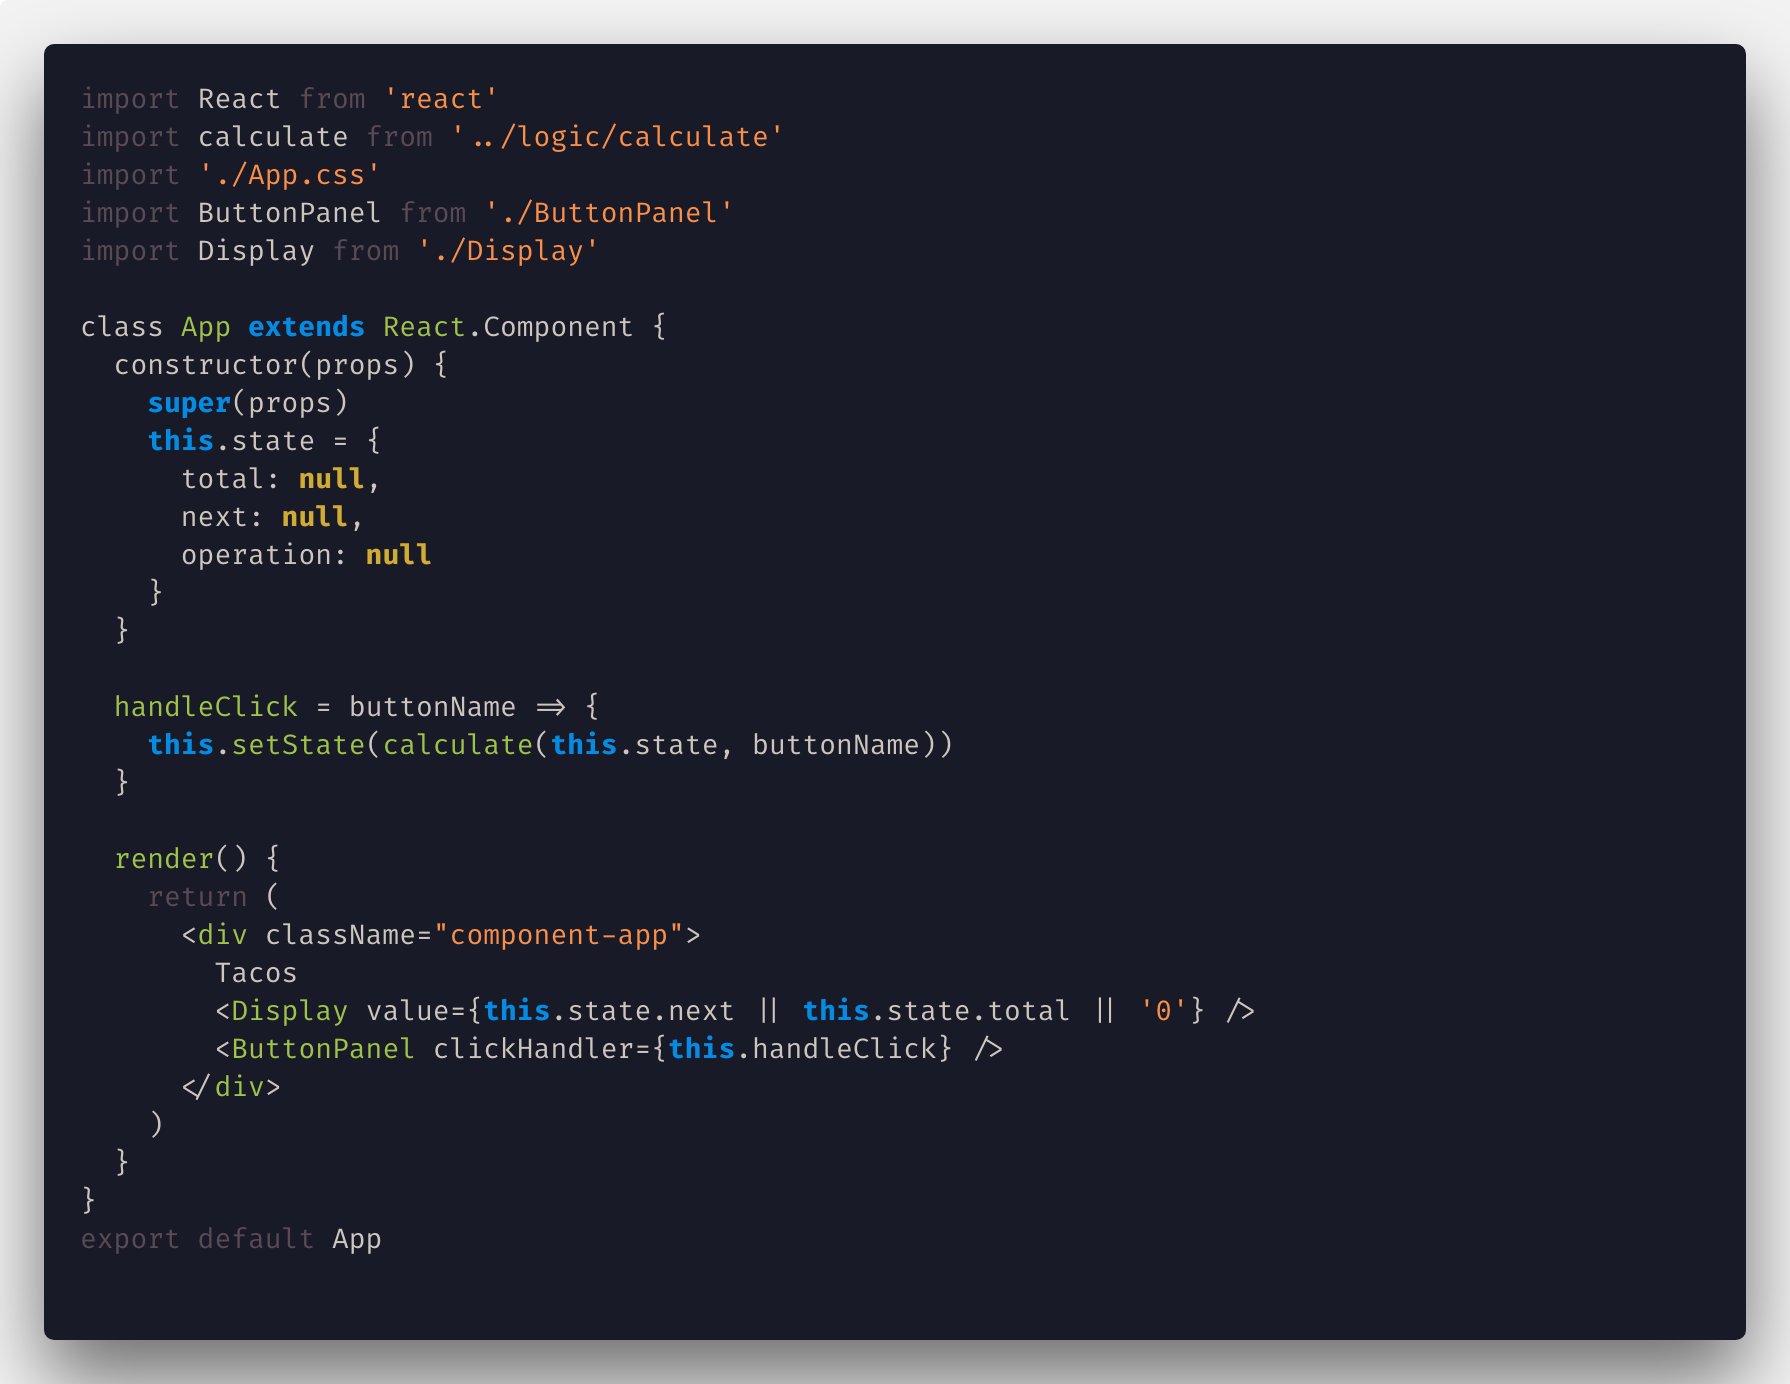 import React from 'react'
import calculate from '../logic/calculate'
import './App.css'
import ButtonPanel from './ButtonPanel'
import Display from './Display'

class App extends React.Component {
  constructor(props) {
    super(props)
    this.state = {
      total: null,
      next: null,
      operation: null
    }
  }

  handleClick = buttonName => {
    this.setState(calculate(this.state, buttonName))
  }

  render() {
    return (
      <div className="component-app">
        Tacos
        <Display value={this.state.next || this.state.total || '0'} />
        <ButtonPanel clickHandler={this.handleClick} />
      </div>
    )
  }
}
export default App